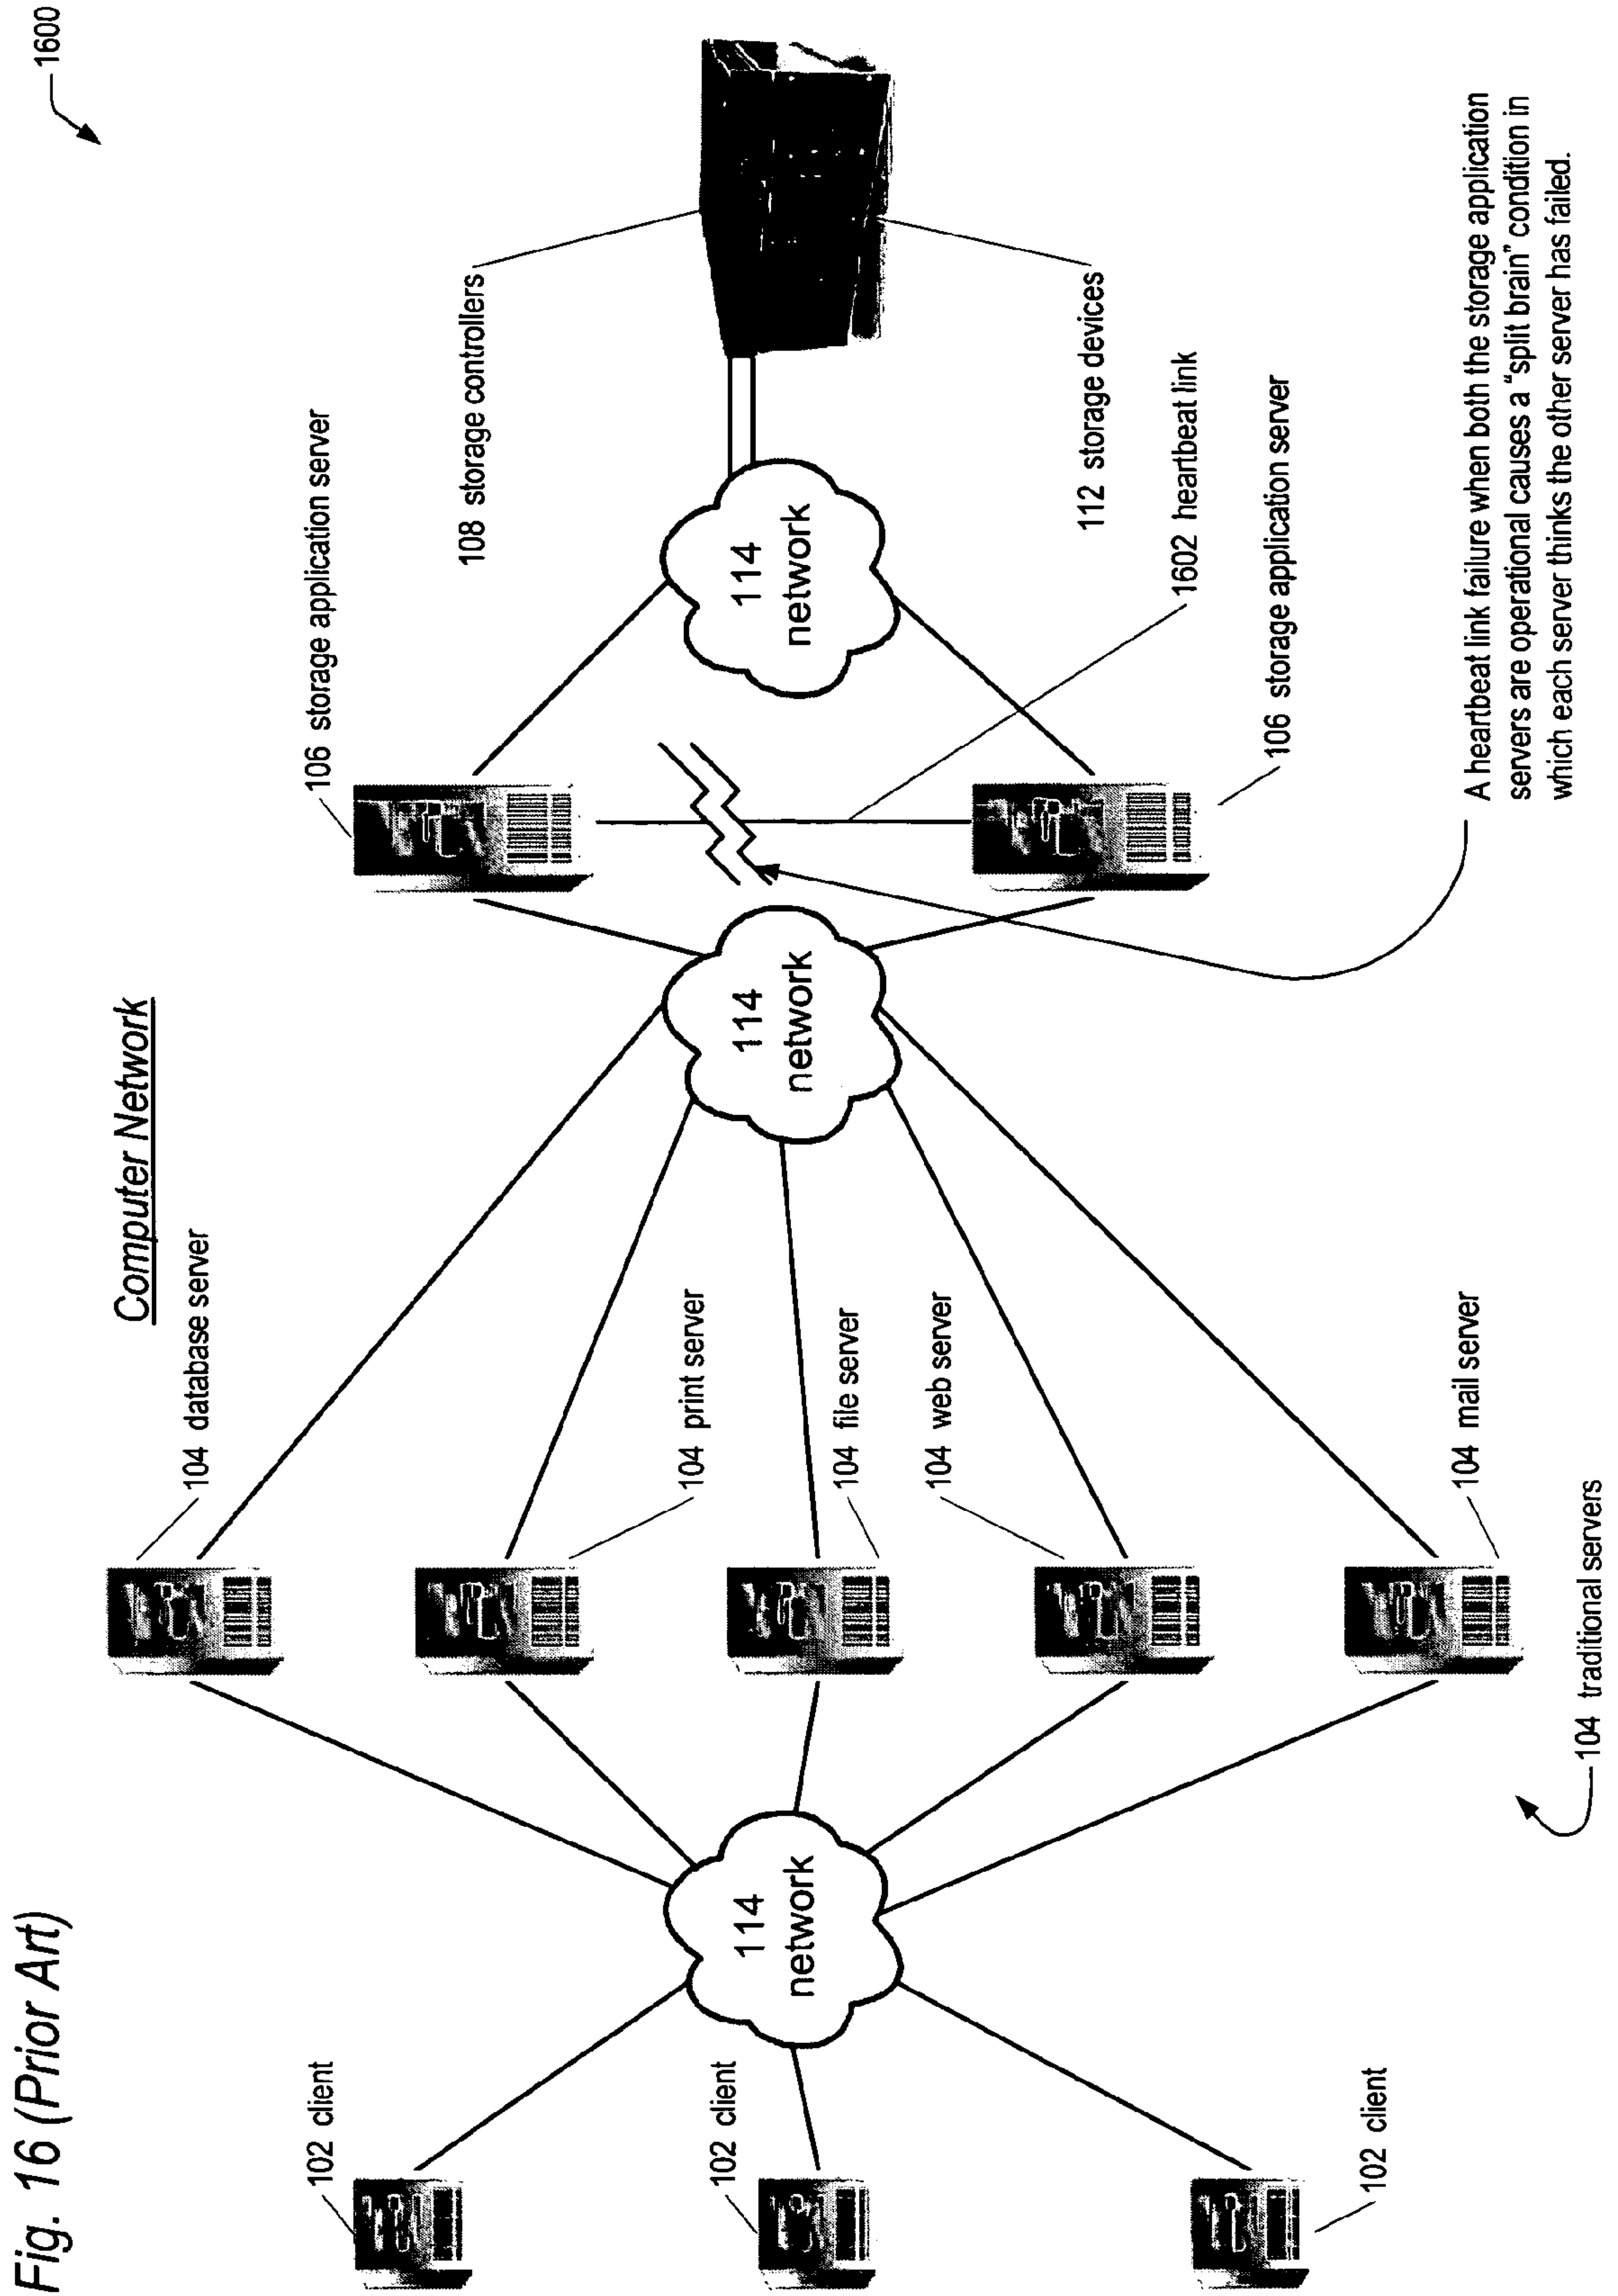 Fig. 16 (Prior Art)
Computer Network
1600
102 client
102 client
102 client
114
network
104 database server
104 print server
104 file server
104 web server
104 mail server
104 traditional servers
114
network
106 storage application server
106 storage application server
1602 heartbeat link
114
network
108 storage controllers
112 storage devices
A heartbeat link failure when both the storage application
servers are operational causes a "split brain" condition in
which each server thinks the other server has failed.